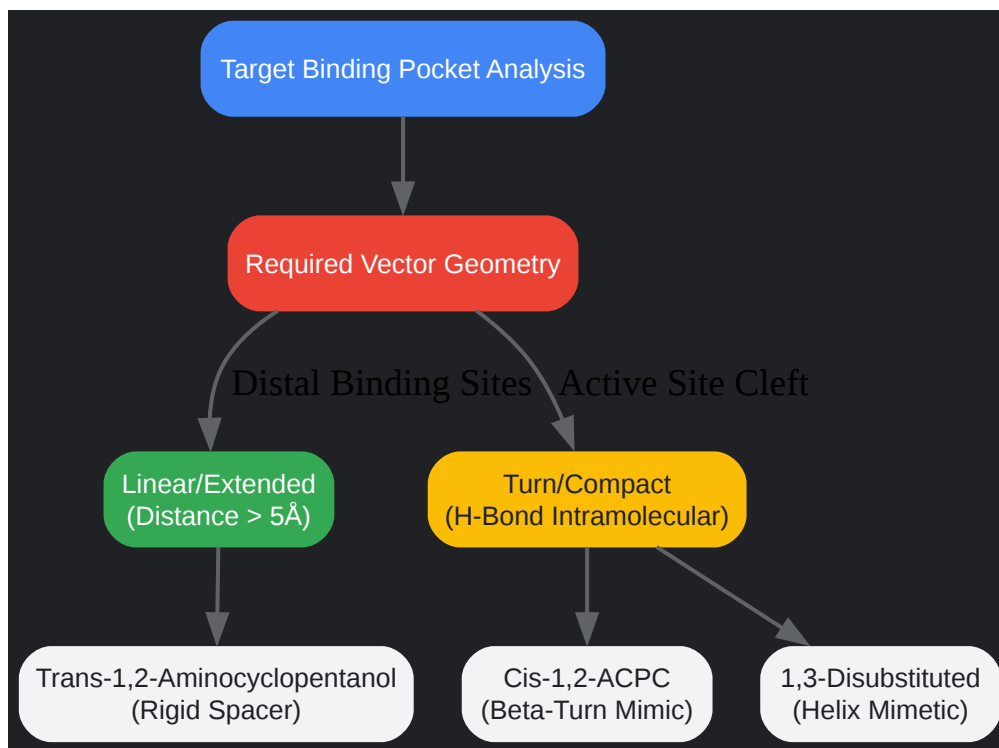 Target Binding Pocket Analysis
Required Vector Geometry
Distal Binding Sites
Active Site Cleft
Linear/Extended
(Distance > 5Å)
Turn/Compact
(H-Bond Intramolecular)
Trans-1,2-Aminocyclopentanol
(Rigid Spacer)
Cis-1,2-ACPC
(Beta-Turn Mimic)
1,3-Disubstituted
(Helix Mimetic)